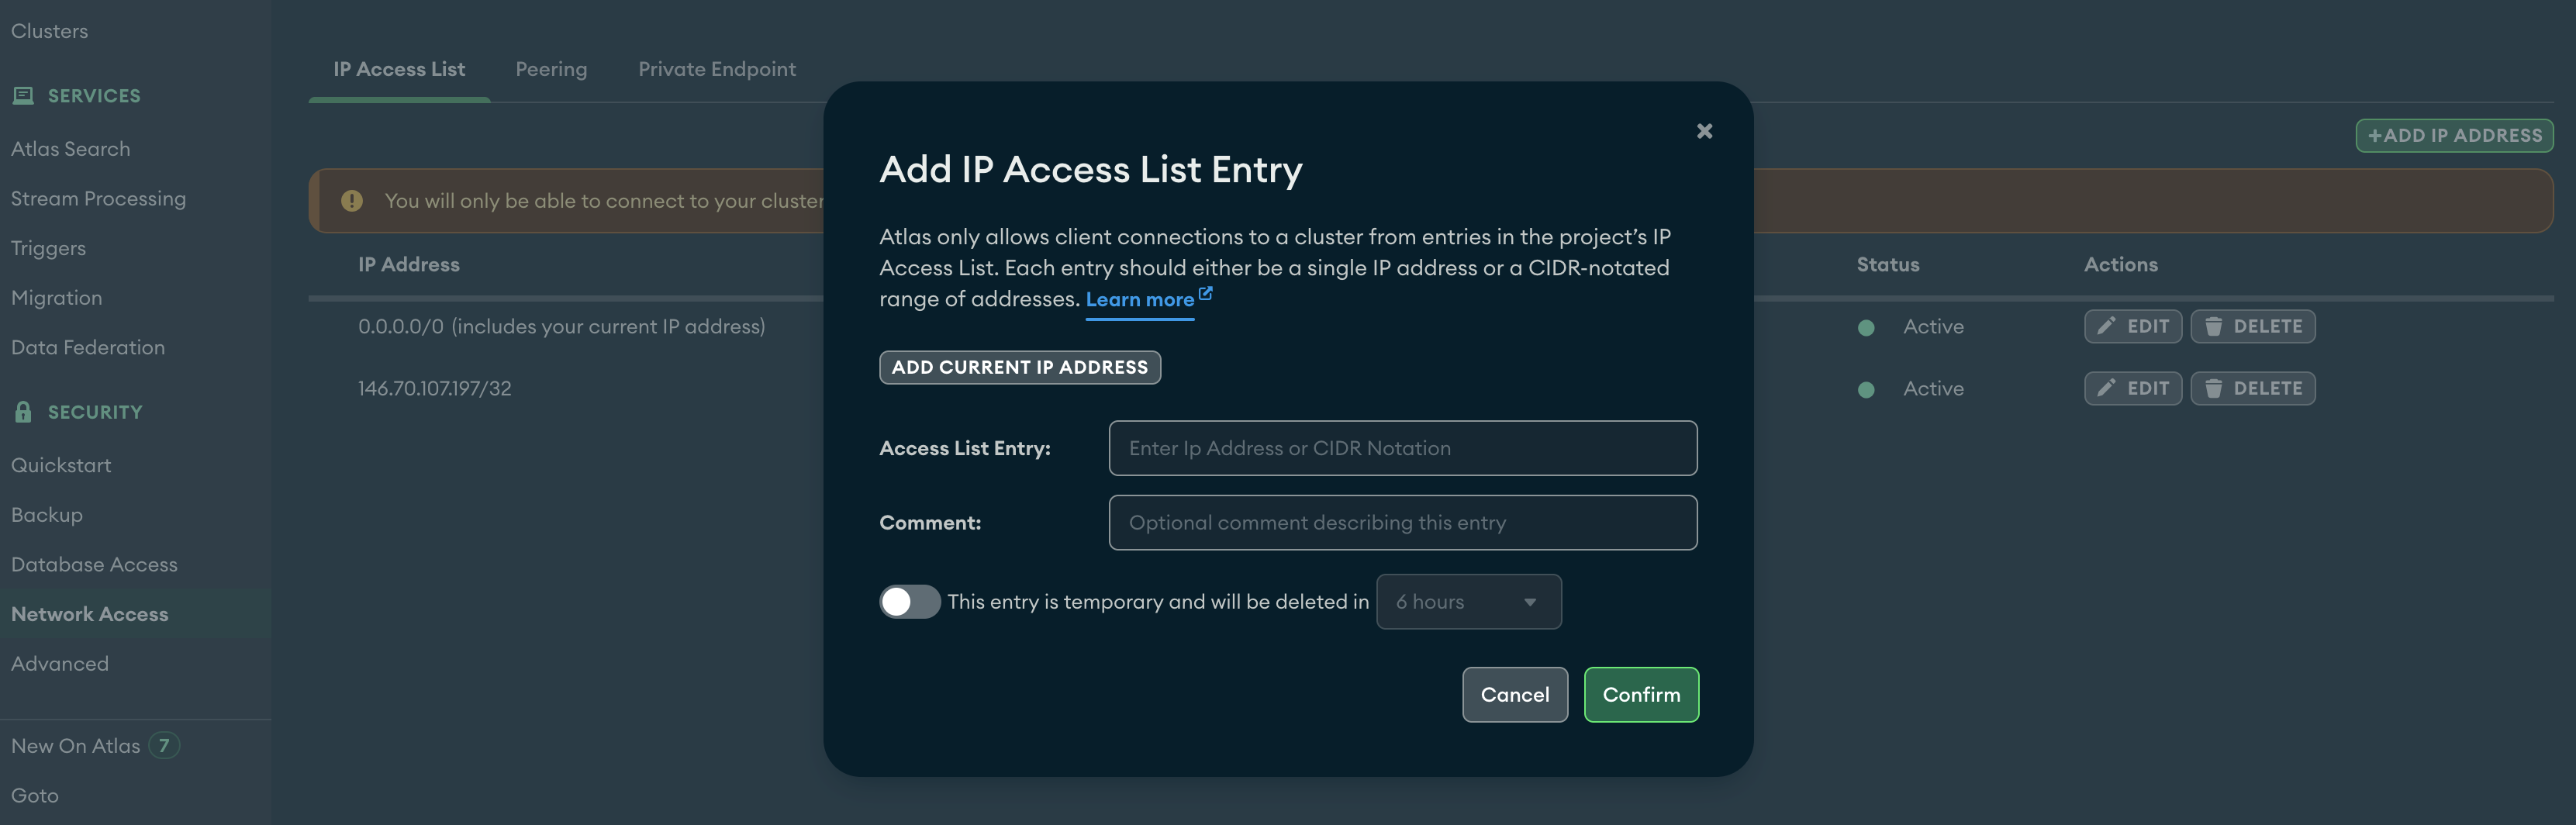 Clusters
SERVICES
Atlas Search
Stream Processing
Triggers
Migration
Data Federation
SECURITY
Quickstart
Backup
Database Access
Network Access
Advanced
New On Atlas 7
Goto
IP Access List Peering Private Endpoint
+ADD IP ADDRESS
You will only be able to connect to your cluster
IP Address Status Actions
0.0.0.0/0 (includes your current IP address) Active EDIT DELETE
146.70.107.197/32 Active EDIT DELETE
Add IP Access List Entry
Atlas only allows client connections to a cluster from entries in the project's IP
Access List. Each entry should either be a single IP address or a CIDR-notated
range of addresses. Learn more
ADD CURRENT IP ADDRESS
Access List Entry: Enter Ip Address or CIDR Notation
Comment: Optional comment describing this entry
This entry is temporary and will be deleted in 6 hours
Cancel Confirm